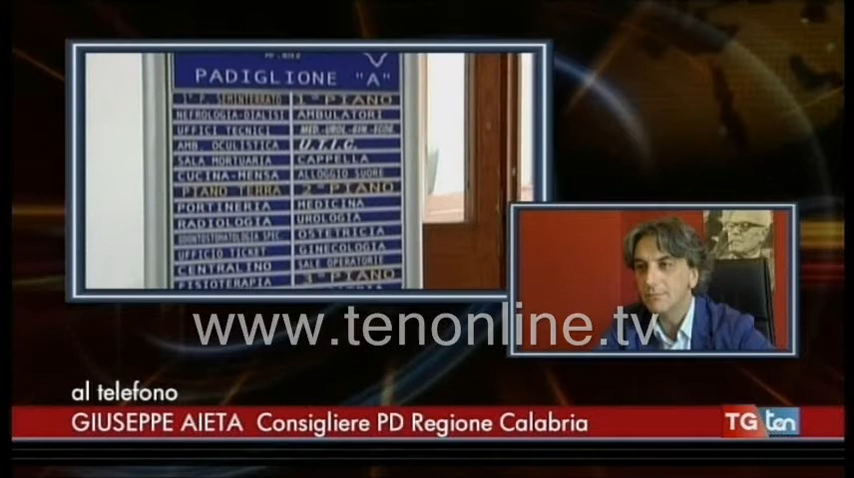 PADIGLIONE "A"
1° P. SEMINTERRATO
1° PIANO
NEFROLOGIA-DIALISI
AMBULATORI
UFFICI TECNICI
AMB. OCULISTICA
U.T.I.C.
SALA MORTUARIA
CAPPELLA
CUCINA-MENSA
ALLOGGIO SUORE
PIANO TERRA
2° PIANO
PORTINERIA
MEDICINA
RADIOLOGIA
UROLOGIA
ODONTOSTOMATOLOGIA SPEC.
OSTETRICIA
UFFICIO TICKET
GINECOLOGIA
CENTRALINO
SALE OPERATORIE
FISIOTERAPIA
3° PIANO
www.tenonline.tv
al telefono
GIUSEPPE AIETA Consigliere PD Regione Calabria
TG ten